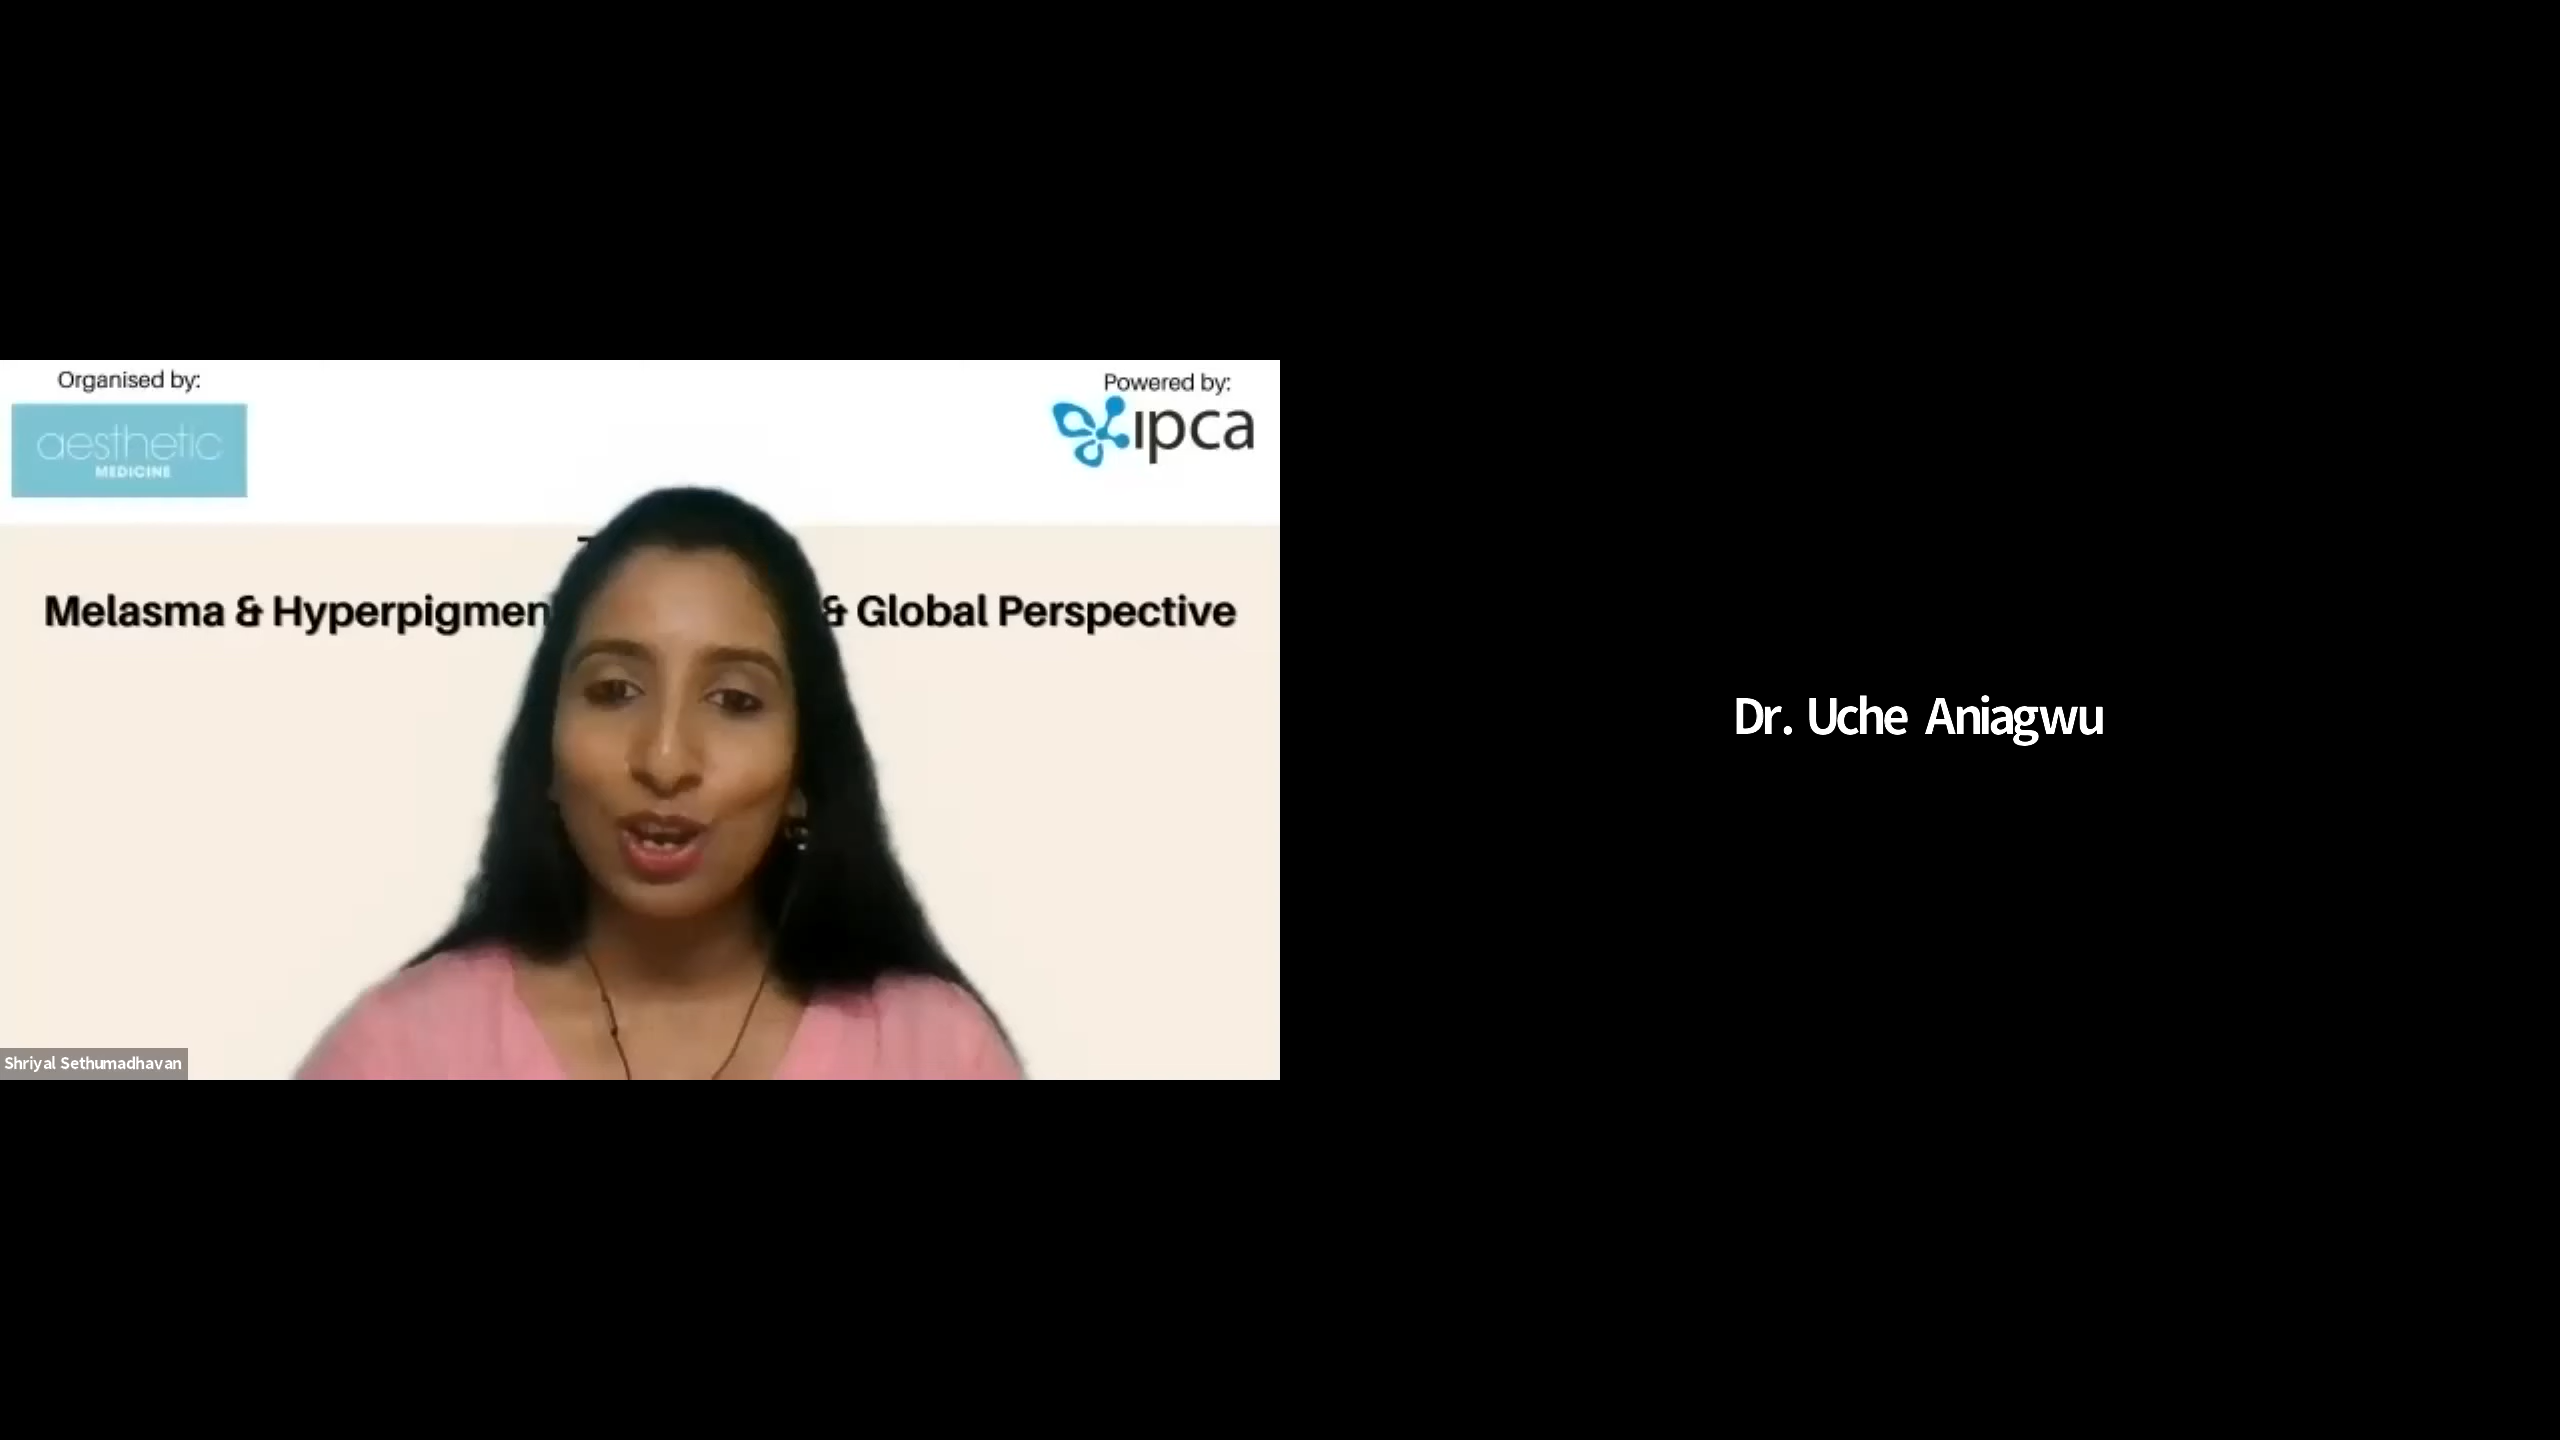 Organised by:
aesthetic
MEDICINE
Powered by:
ipca
Melasma & Hyperpigmen & Global Perspective
Shriyal Sethumadhavan
Dr. Uche Aniagwu